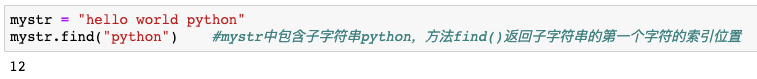 mystr = "hello world python"
mystr.find("python")    #mystr中包含子字符串python，方法find()返回子字符串的第一个字符的索引位置
12